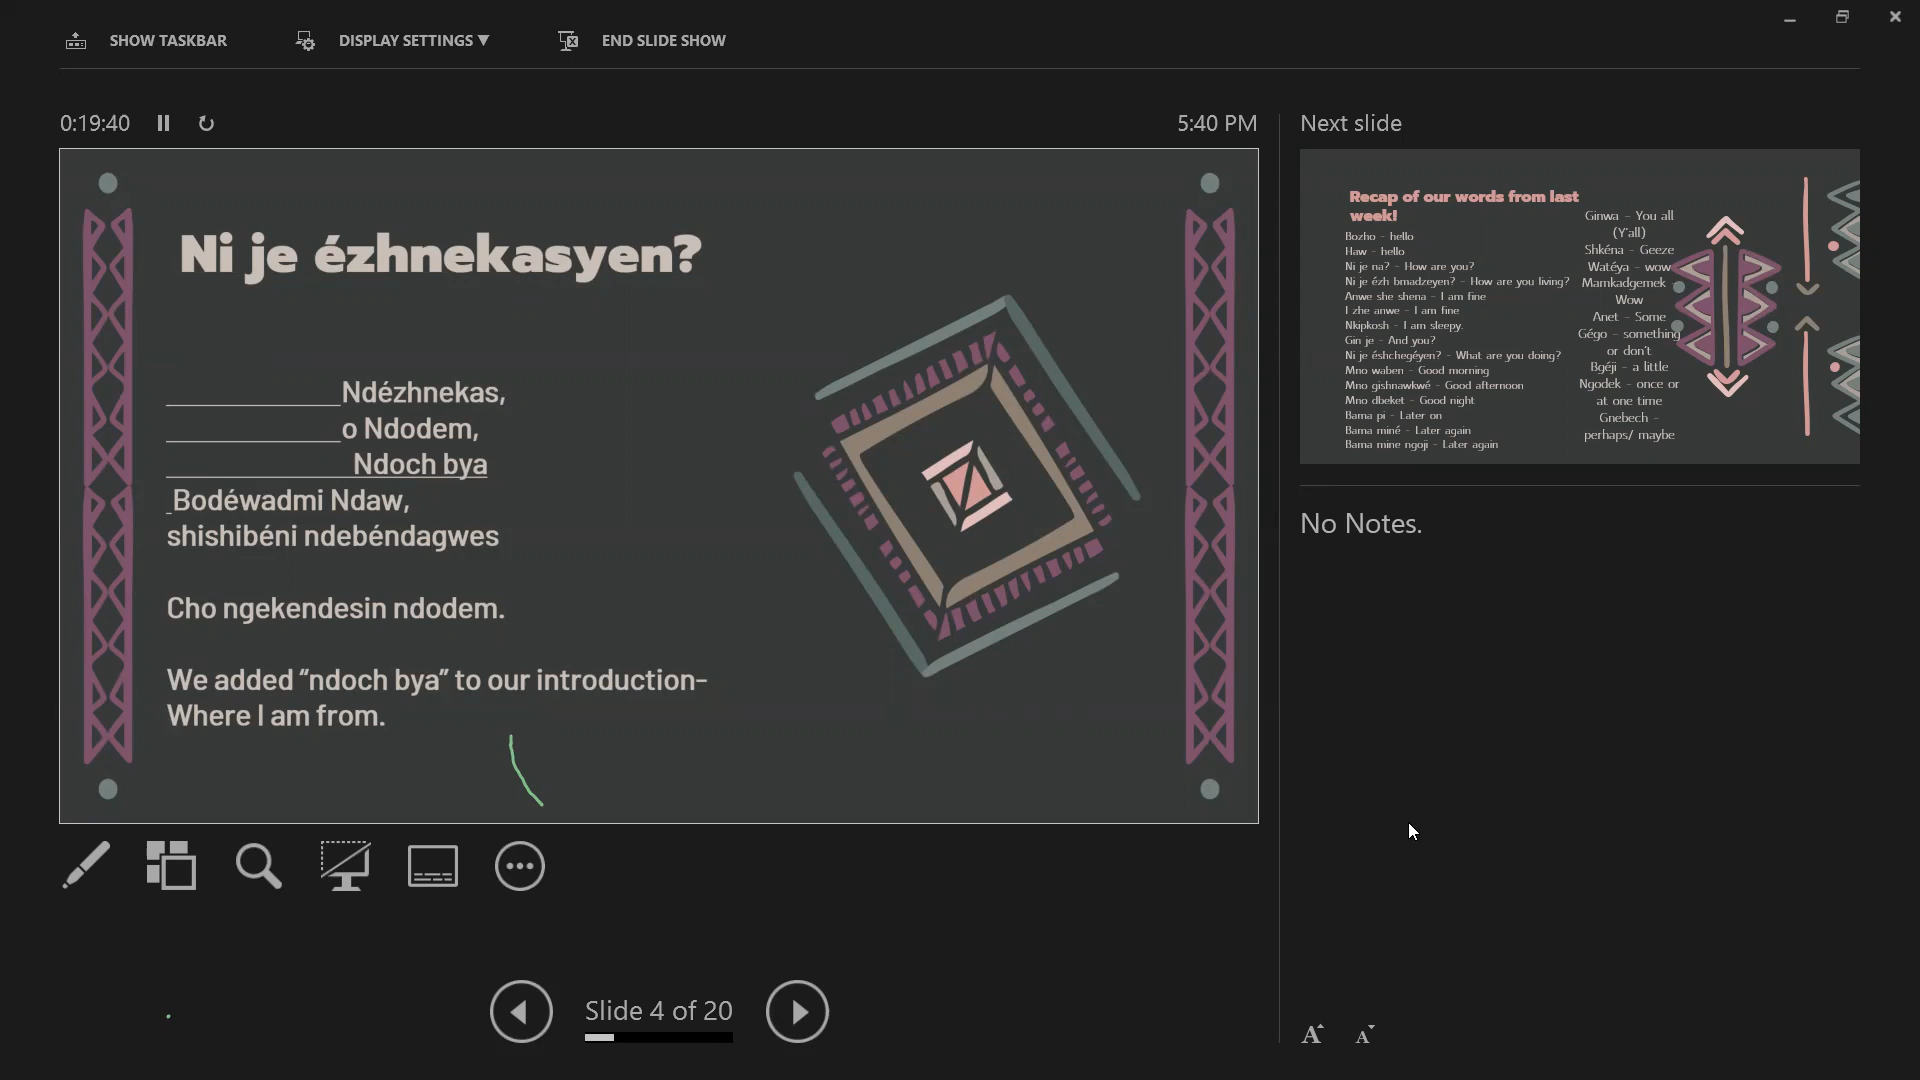 SHOW TASKBAR
DISPLAY SETTINGS ▼
END SLIDE SHOW
0:19:40
5:40 PM
Ni je ézhnekasyen?
____________Ndézhnekas,
____________o Ndodem,
____________ Ndoch bya
_Bodéwadmi Ndaw,
shishibéni ndebéndagwes
Cho ngekendesin ndodem.
We added “ndoch bya” to our introduction-
Where I am from.
Slide 4 of 20
Next slide
Recap of our words from last
week!
Bozho - hello
Haw - hello
Ni je na? - How are you?
Ni je ézh bmadzeyen? - How are you living?
Anwe she shena - I am fine
I zhe anwe - I am fine
Nkipkosh - I am sleepy.
Gin je - And you?
Ni je éshchegéyen? - What are you doing?
Mno waben - Good morning
Mno gishnawkwé - Good afternoon
Mno dbeket - Good night
Bama pi - Later on
Bama miné - Later again
Bama mine ngoji - Later again
Ginwa - You all
(Y'all)
Shkéna - Geeze
Watéya - wow
Mamkadgemek -
Wow
Anet - Some
Gégo - something
or don't
Bgéji - a little
Ngodek - once or
at one time
Gnebech -
perhaps/ maybe
No Notes.
A A